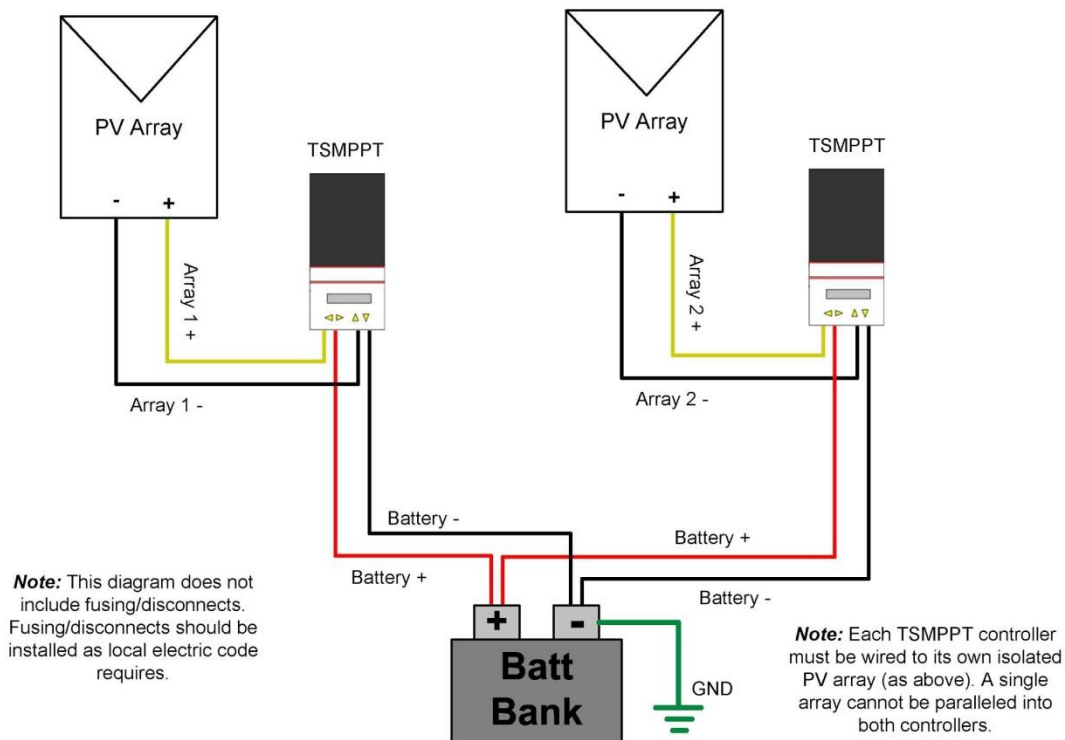 PV Array
- +
Array 1 +
Array 1 -
TSMPPT
PV Array
- +
Array 2 +
Array 2 -
TSMPPT
Battery -
Battery +
Battery +
Battery -
+ -
Batt
Bank
GND
Note: This diagram does not
include fusing/disconnects.
Fusing/disconnects should be
installed as local electric code
requires.
Note: Each TSMPPT controller
must be wired to its own isolated
PV array (as above). A single
array cannot be paralleled into
both controllers.